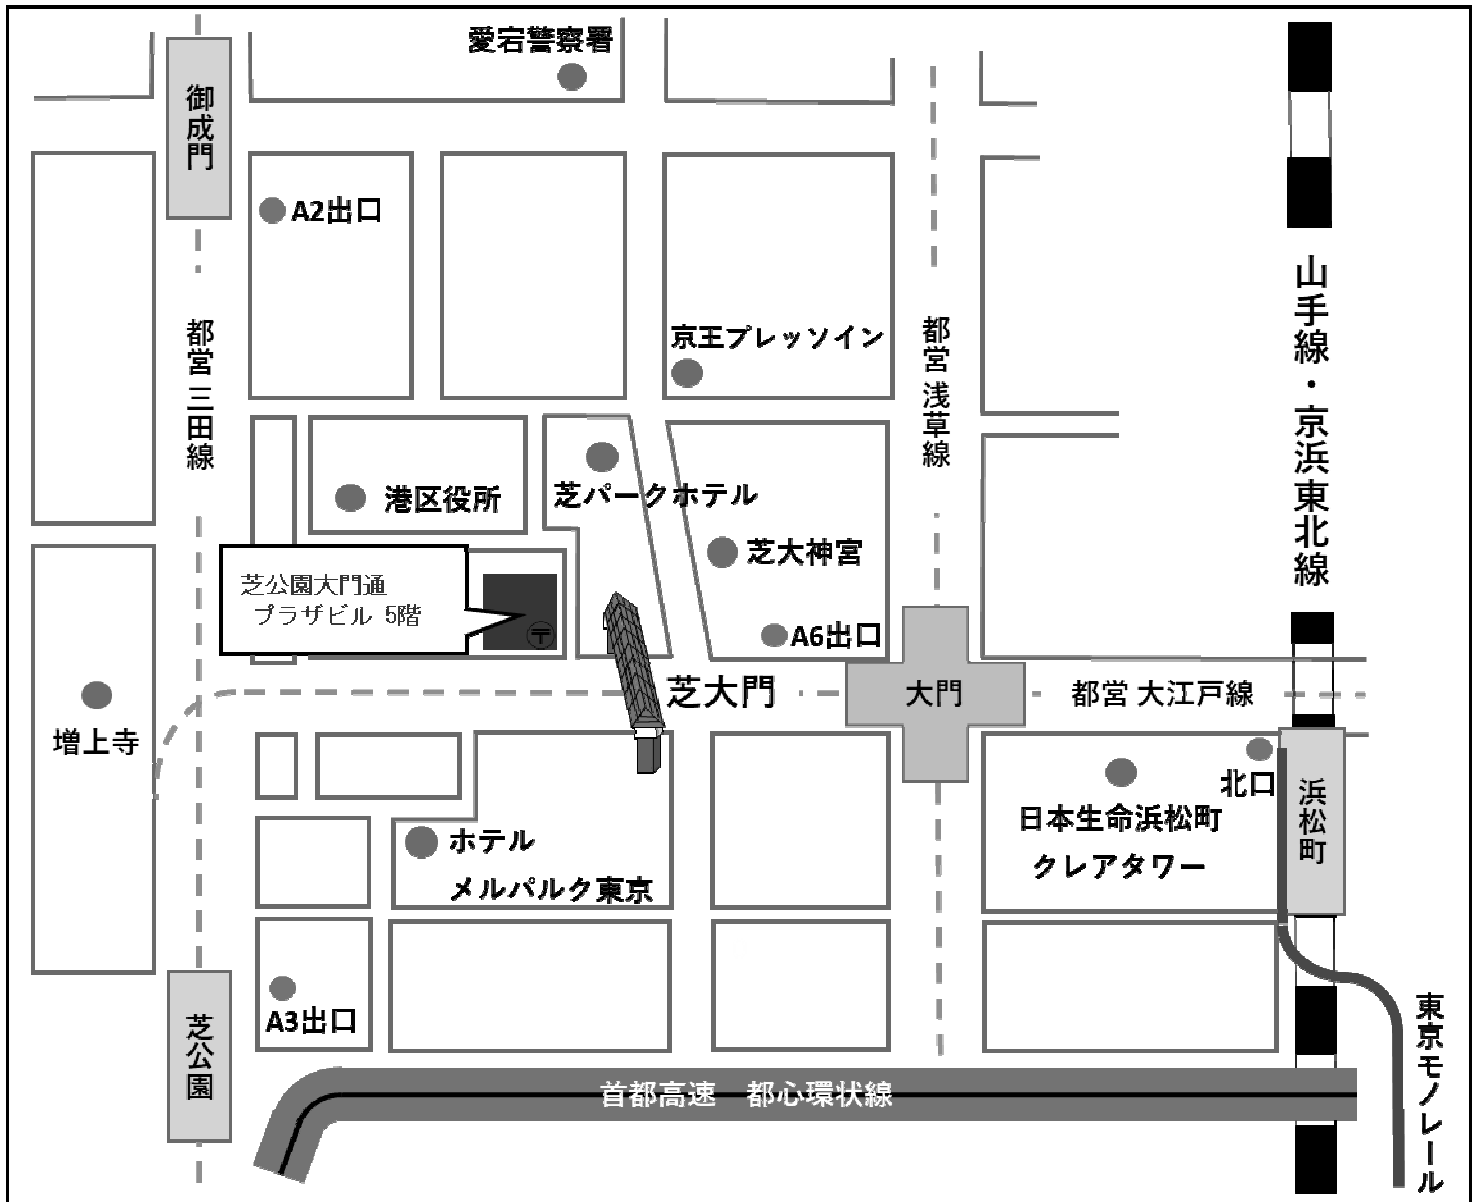 愛宕警察署
御成門
A2出口
山手線・京浜東北線
都営 三田線
京王プレッソイン
都営 浅草線
港区役所
芝パークホテル
芝大神宮
芝公園大門通
プラザビル 5階
〒
A6出口
芝大門
大門
都営 大江戸線
増上寺
北口
浜松町
日本生命浜松町
クレアタワー
ホテル
メルパルク東京
A3出口
芝公園
東京モノレール
首都高速 都心環状線